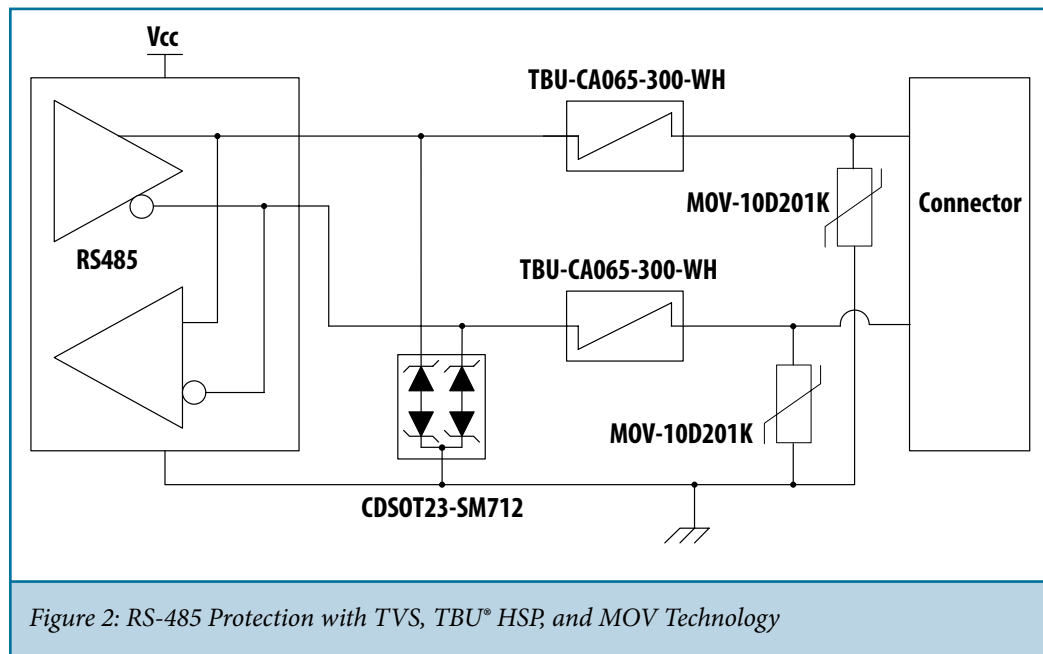 Vcc
TBU-CA065-300-WH
MOV-10D201K
Connector
RS485
TBU-CA065-300-WH
MOV-10D201K
CDSOT23-SM712
Figure 2: RS-485 Protection with TVS, TBU® HSP, and MOV Technology